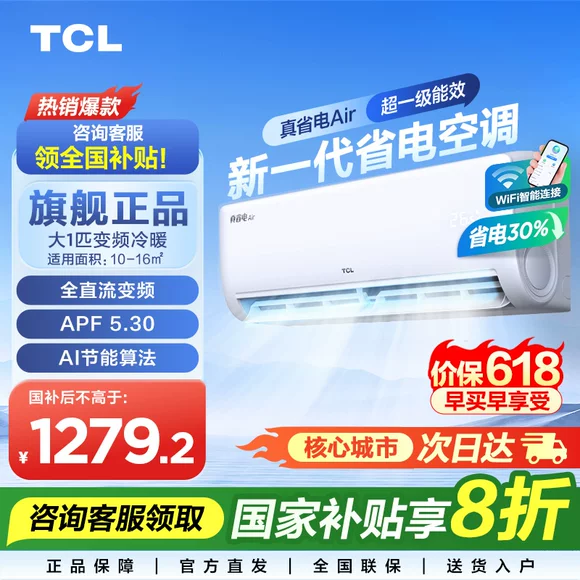 TCL
热销爆款
咨询客服
领全国补贴!
旗舰正品
大1匹变频冷暖
适用面积:10-16㎡
全直流变频
APF 5.30
AI节能算法
国补后不高于:
¥1279.2
真省电Air
超一级能效
新一代省电空调
WiFi智能连接
省电30%
真省电Air
TCL
价保618
早买早享受
核心城市
次日达
咨询客服领取
国家补贴享8折
正品保障
官方直发
全国联保
送货入户